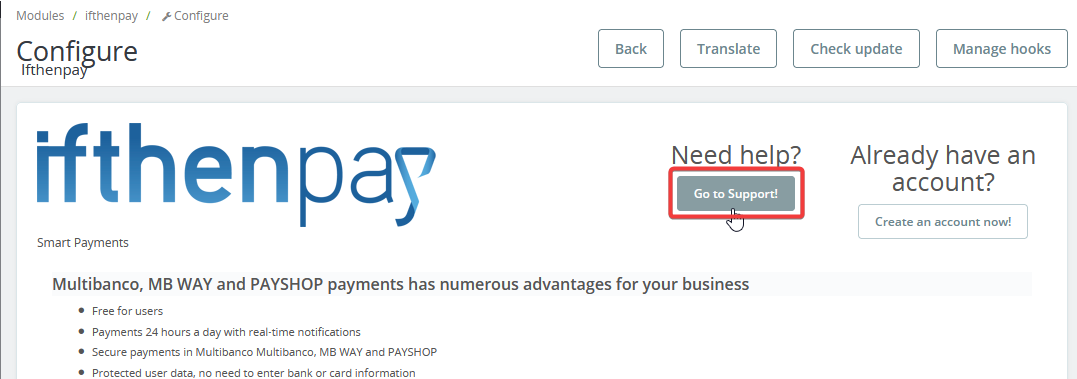 Modules / ifthenpay / Configure
Configure
Ifthenpay
Back
Translate
Check update
Manage hooks
ifthenpay
Smart Payments
Need help?
Go to Support!
Already have an
account?
Create an account now!
Multibanco, MB WAY and PAYSHOP payments has numerous advantages for your business
Free for users
Payments 24 hours a day with real-time notifications
Secure payments in Multibanco Multibanco, MB WAY and PAYSHOP
Protected user data, no need to enter bank or card information